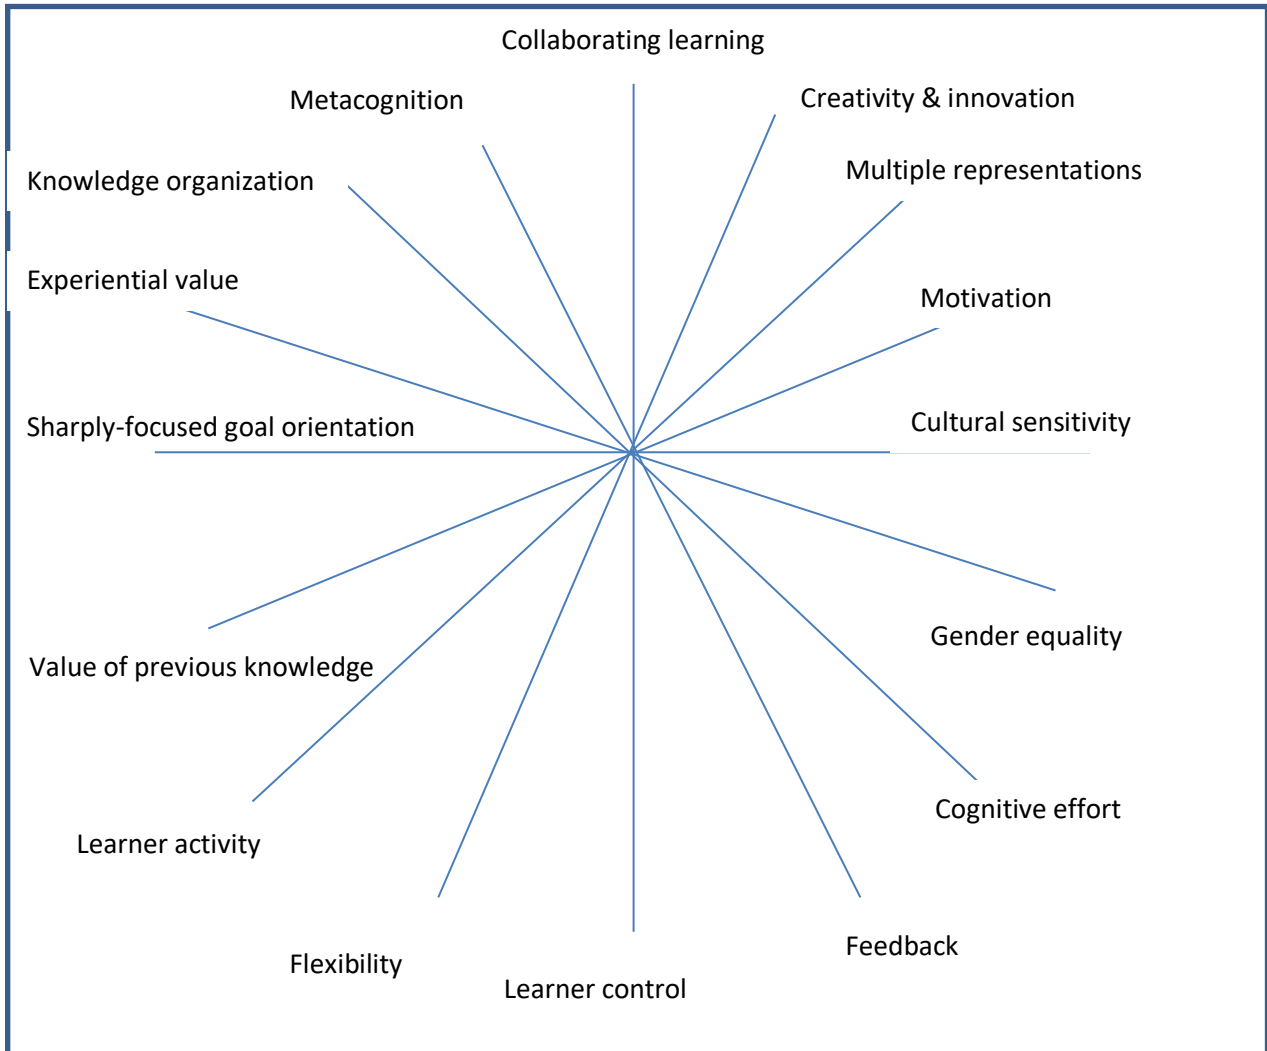 Collaborating learning
Metacognition
Creativity & innovation
Multiple representations
Knowledge organization
Experiential value
Motivation
Sharply-focused goal orientation
Cultural sensitivity
Gender equality
Value of previous knowledge
Cognitive effort
Learner activity
Feedback
Flexibility
Learner control